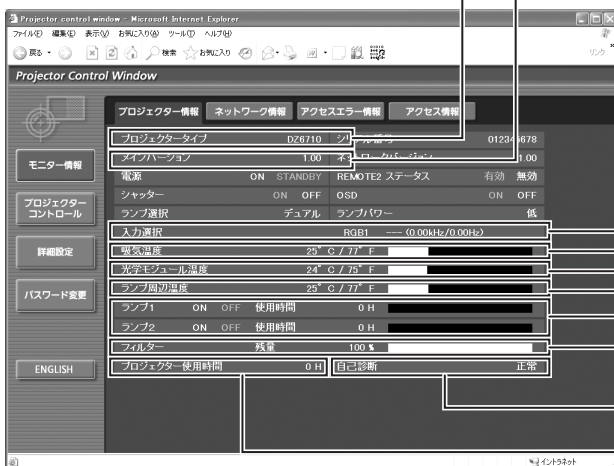 Projector control window - Microsoft Internet Explorer
ファイル(F) 編集(E) 表示(V) お気に入り(A) ツール(T) ヘルプ(H)
戻る 検索 お気に入り リンク
Projector Control Window
プロジェクター情報 ネットワーク情報 アクセスエラー情報 アクセス情報
モニター情報
プロジェクター
コントロール
詳細設定
パスワード変更
ENGLISH
プロジェクタータイプ DZ6710 シリアル番号 012345678
メインバージョン 1.00 ネットワークバージョン 1.00
電源 ON STANDBY REMOTE2 ステータス 有効 無効
シャッター ON OFF OSD ON OFF
ランプ選択 デュアル ランプパワー 低
入力選択 RGB1 --- (0.00kHz/0.00Hz)
吸気温度 25° C / 77° F
光学モジュール温度 24° C / 75° F
ランプ周辺温度 25° C / 77° F
ランプ1 ON OFF 使用時間 0 H
ランプ2 ON OFF 使用時間 0 H
フィルター 残量 100 %
プロジェクター使用時間 0 H 自己診断 正常
イントラネット